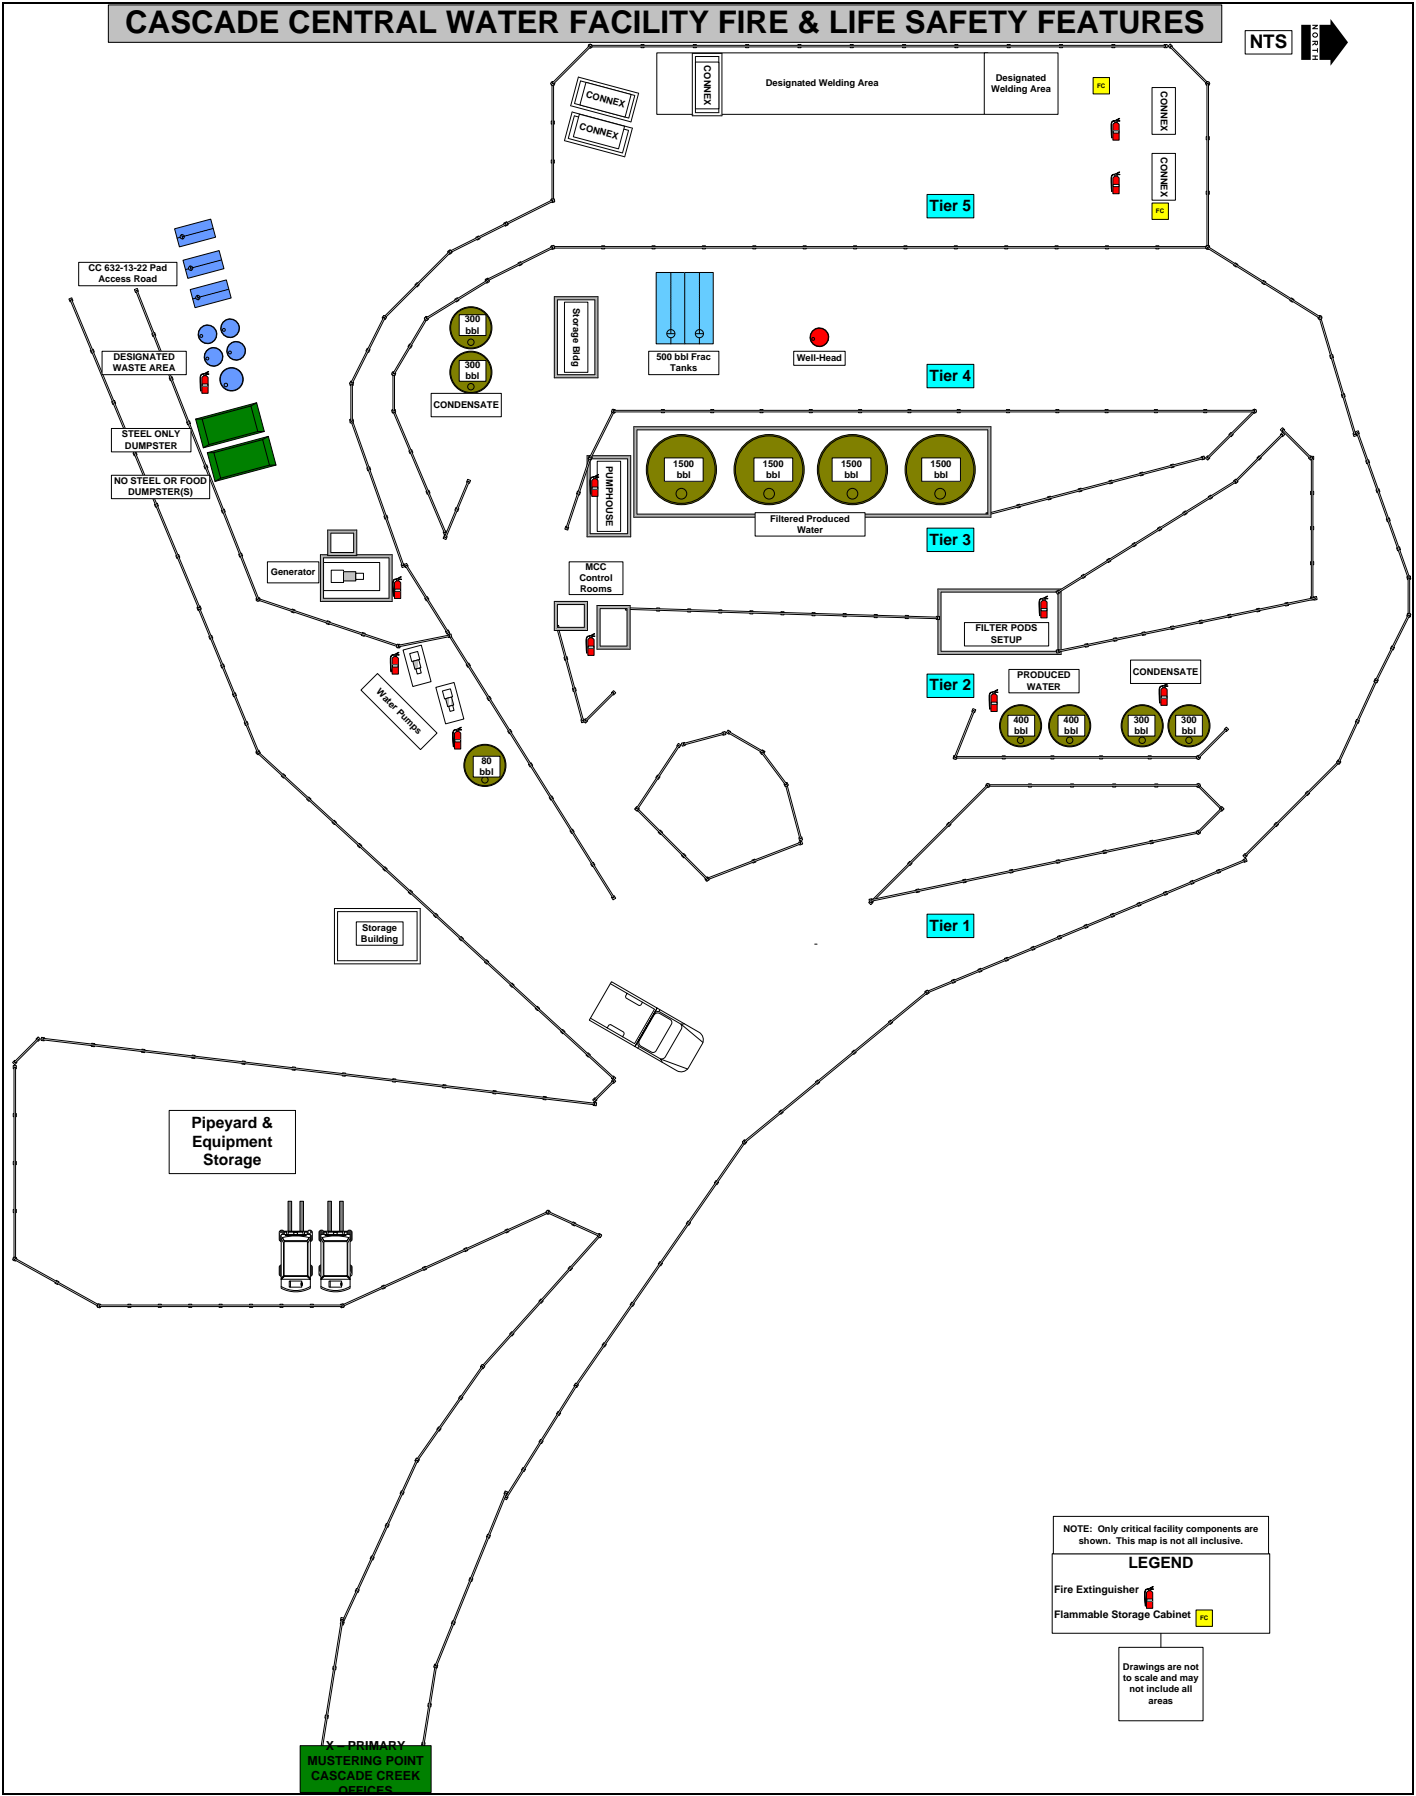 CASCADE CENTRAL WATER FACILITY FIRE & LIFE SAFETY FEATURES
NTS
NORTH
CONNEX
CONNEX
CONNEX
Designated Welding Area
Designated
Welding Area
FC
CONNEX
CONNEX
FC
Tier 5
CC 632-13-22 Pad
Access Road
DESIGNATED
WASTE AREA
STEEL ONLY
DUMPSTER
NO STEEL OR FOOD
DUMPSTER(S)
300
bbl
300
bbl
CONDENSATE
Storage Bldg
500 bbl Frac
Tanks
Well-Head
Tier 4
PUMPHOUSE
1500
bbl
1500
bbl
1500
bbl
1500
bbl
Filtered Produced
Water
Tier 3
Generator
MCC
Control
Rooms
FILTER PODS
SETUP
Water Pumps
80
bbl
Tier 2
PRODUCED
WATER
CONDENSATE
400
bbl
400
bbl
300
bbl
300
bbl
Storage
Building
Tier 1
Pipeyard &
Equipment
Storage
NOTE: Only critical facility components are
shown. This map is not all inclusive.
LEGEND
Fire Extinguisher
Flammable Storage Cabinet FC
Drawings are not
to scale and may
not include all
areas
X – PRIMARY
MUSTERING POINT
CASCADE CREEK
OFFICES